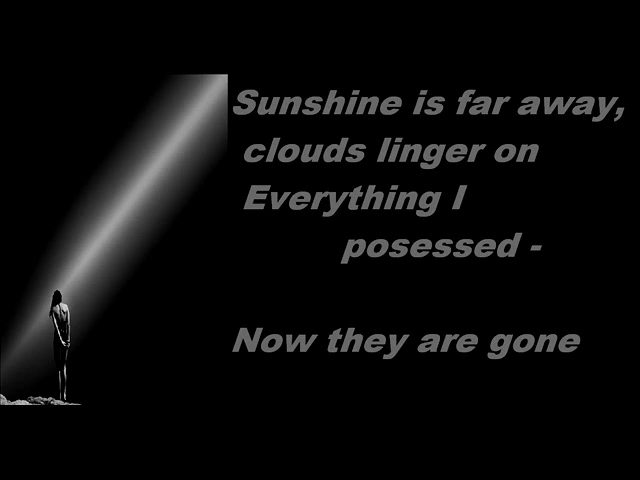 Sunshine is far away,
clouds linger on
Everything I
posessed -
Now they are gone